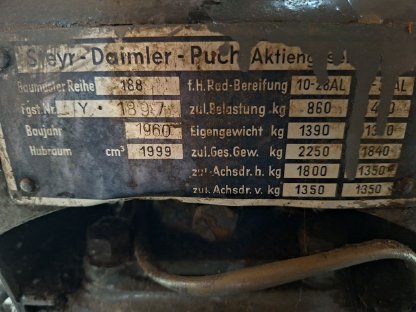 Steyr-Daimler-Puch Aktienges
Baumuster Reihe 188 f.H.Rad-Bereifung 10-28AL
Fgst.Nr. zul.Belastung kg 860
Baujahr 1960 Eigengewicht kg 1390
Hubraum cm³ 1999 zul.Ges.Gew. kg 2250 1840
zul.Achsdr.h. kg 1800 1350
zul.Achsdr.v. kg 1350 1350